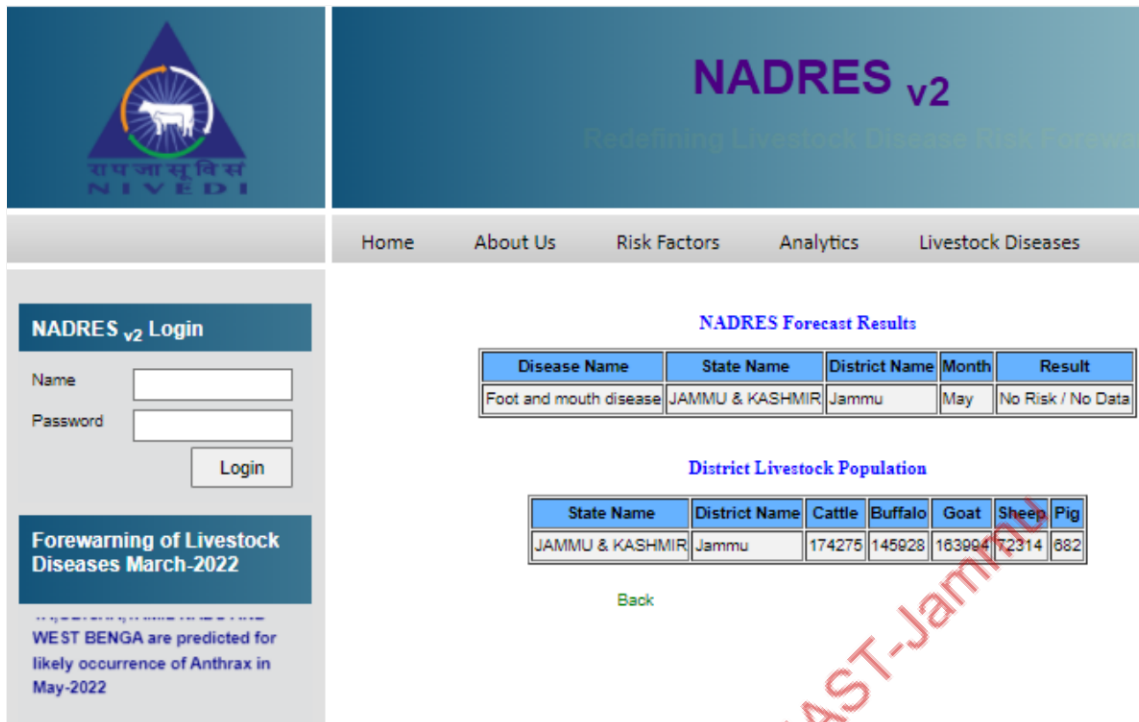 राप जा सू वि सं
NIVEDI
NADRES v2
Redefining Livestock Disease Risk
Home About Us Risk Factors Analytics Livestock Diseases
NADRES v2 Login
Name
Password
Login
Forewarning of Livestock
Diseases March-2022
WEST BENGA are predicted for
likely occurrence of Anthrax in
May-2022
NADRES Forecast Results
Disease Name State Name District Name Month Result
Foot and mouth disease JAMMU & KASHMIR Jammu May No Risk / No Data
District Livestock Population
State Name District Name Cattle Buffalo Goat Sheep Pig
JAMMU & KASHMIR Jammu 174275 145928 163994 72314 682
Back
AST-Jammu